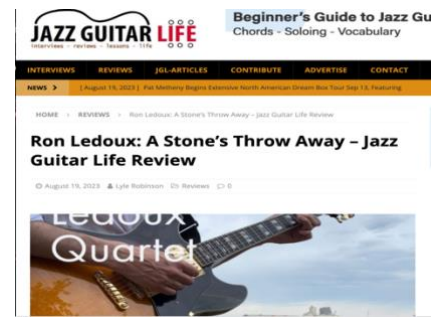 JAZZ GUITAR LIFE
interviews - reviews - lessons - life
Beginner's Guide to Jazz Gu
Chords - Soloing - Vocabulary
INTERVIEWS REVIEWS JGL-ARTICLES CONTRIBUTE ADVERTISE CONTACT
NEWS > [ August 19, 2023 ] Pat Metheny Begins Extensive North American Dream Box Tour Sep 13, Featuring
HOME > REVIEWS > Ron Ledoux: A Stone's Throw Away – Jazz Guitar Life Review
Ron Ledoux: A Stone's Throw Away – Jazz
Guitar Life Review
August 19, 2023 Lyle Robinson Reviews 0
Ledoux
Quartet